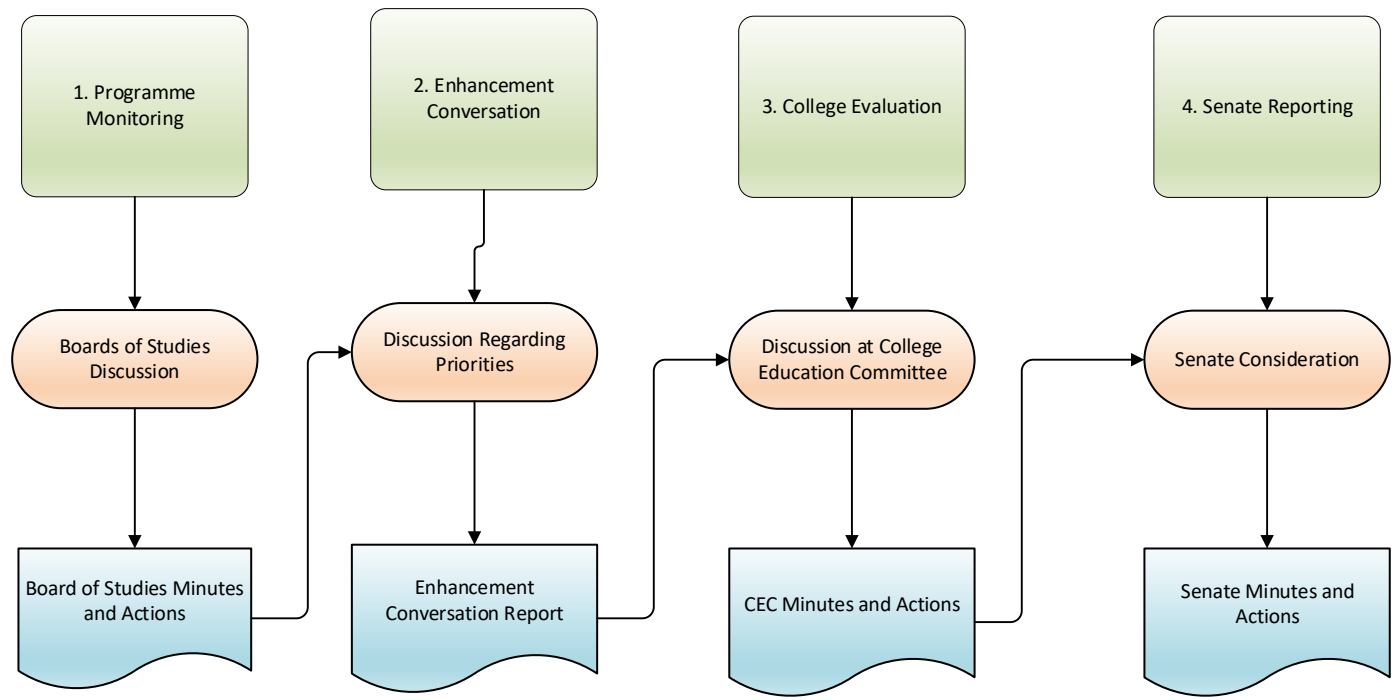 1. Programme
Monitoring
2. Enhancement
Conversation
3. College Evaluation
4. Senate Reporting
Boards of Studies
Discussion
Discussion Regarding
Priorities
Discussion at College
Education Committee
Senate Consideration
Board of Studies Minutes
and Actions
Enhancement
Conversation Report
CEC Minutes and Actions
Senate Minutes and
Actions